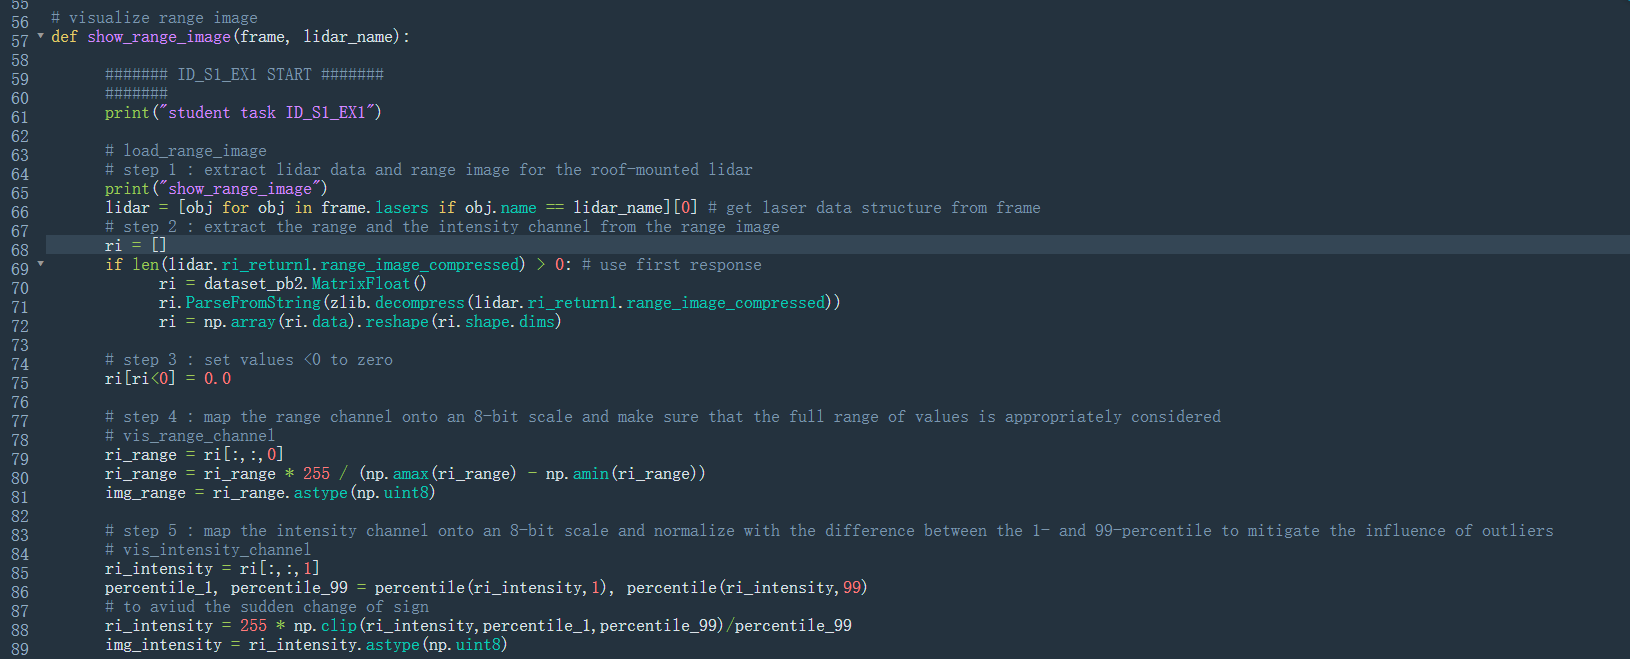 55
56 # visualize range image
57 def show_range_image(frame, lidar_name):
58
59 ####### ID_S1_EX1 START #######
60 #######
61 print("student task ID_S1_EX1")
62
63 # load_range_image
64 # step 1 : extract lidar data and range image for the roof-mounted lidar
65 print("show_range_image")
66 lidar = [obj for obj in frame.lasers if obj.name == lidar_name][0] # get laser data structure from frame
67 # step 2 : extract the range and the intensity channel from the range image
68 ri = []
69 if len(lidar.ri_return1.range_image_compressed) > 0: # use first response
70 ri = dataset_pb2.MatrixFloat()
71 ri.ParseFromString(zlib.decompress(lidar.ri_return1.range_image_compressed))
72 ri = np.array(ri.data).reshape(ri.shape.dims)
73
74 # step 3 : set values <0 to zero
75 ri[ri<0] = 0.0
76
77 # step 4 : map the range channel onto an 8-bit scale and make sure that the full range of values is appropriately considered
78 # vis_range_channel
79 ri_range = ri[:,:,0]
80 ri_range = ri_range * 255 / (np.amax(ri_range) - np.amin(ri_range))
81 img_range = ri_range.astype(np.uint8)
82
83 # step 5 : map the intensity channel onto an 8-bit scale and normalize with the difference between the 1- and 99-percentile to mitigate the influence of outliers
84 # vis_intensity_channel
85 ri_intensity = ri[:,:,1]
86 percentile_1, percentile_99 = percentile(ri_intensity,1), percentile(ri_intensity,99)
87 # to aviud the sudden change of sign
88 ri_intensity = 255 * np.clip(ri_intensity,percentile_1,percentile_99)/percentile_99
89 img_intensity = ri_intensity.astype(np.uint8)